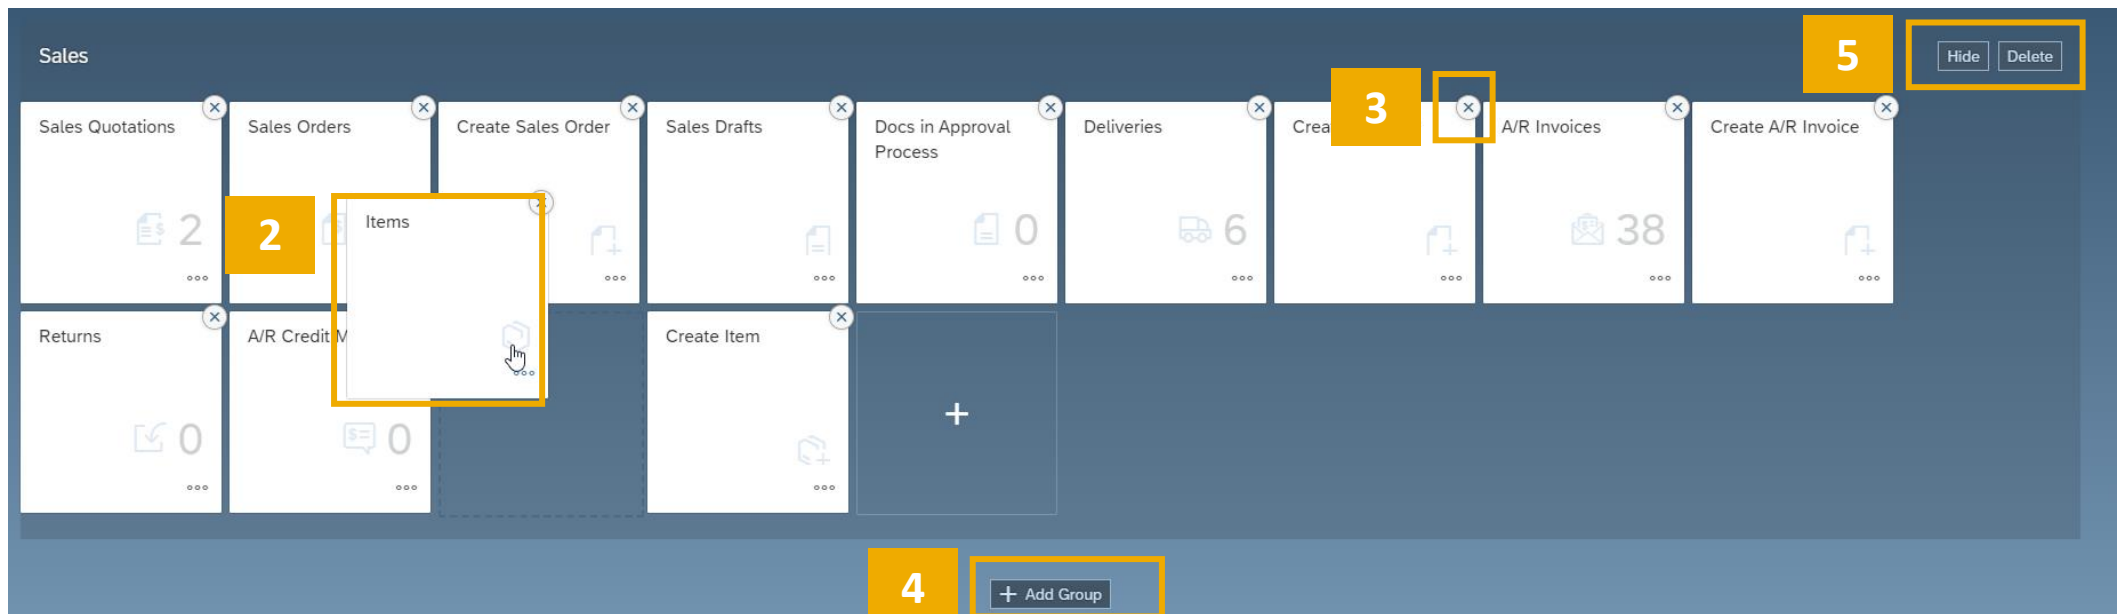 Sales
5
Hide
Delete
3
Sales Quotations
Sales Orders
Create Sales Order
Sales Drafts
Docs in Approval
Process
Deliveries
A/R Invoices
Create A/R Invoice
2
2
Items
0
6
38
Returns
A/R Credit
Create Item
0
0
+
4
+ Add Group